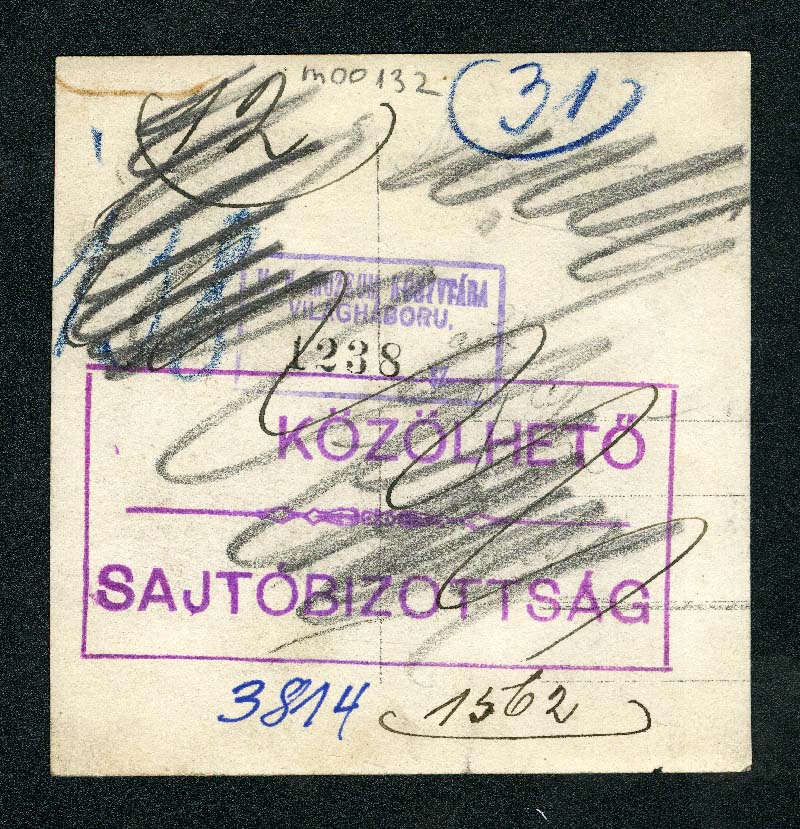 m00132
12
31
VILÁGHÁBORU.
1238
KÖZÖLHETŐ
SAJTÓBIZOTTSÁG
3814
1562